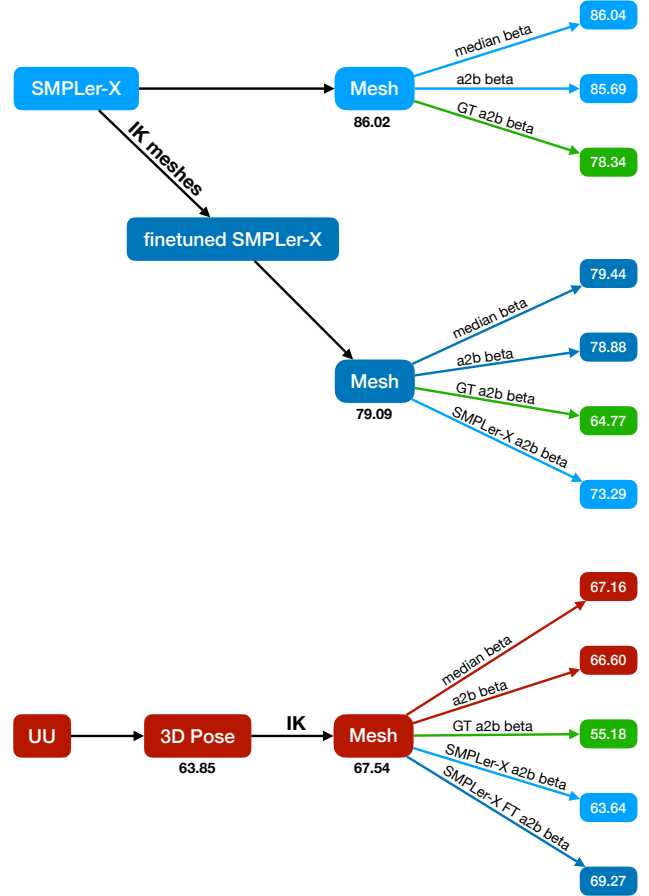 86.04
median beta
SMPLer-X
Mesh
a2b beta
85.69
86.02
GT a2b beta
78.34
IK meshes
finetuned SMPLer-X
79.44
median beta
78.88
a2b beta
Mesh
79.09
GT a2b beta
64.77
SMPLer-X a2b beta
73.29
67.16
median beta
66.60
a2b beta
UU
3D Pose
63.85
IK
Mesh
67.54
GT a2b beta
55.18
SMPLer-X a2b beta
63.64
SMPLer-X FT a2b beta
69.27